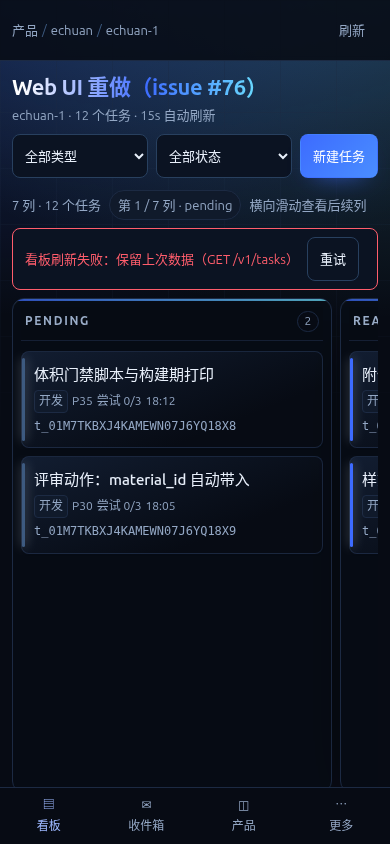 产品 / echuan / echuan-1
刷新
Web UI 重做（issue #76）
echuan-1 · 12 个任务 · 15s 自动刷新
全部类型
全部状态
新建任务
7 列 · 12 个任务
第 1 / 7 列 · pending
横向滑动查看后续列
看板刷新失败：保留上次数据（GET /v1/tasks）
重试
PENDING
2
体积门禁脚本与构建期打印
开发 P35 尝试 0/3 18:12
t_01M7TKBXJ4KAMEWN07J6YQ18X8
评审动作：material_id 自动带入
开发 P30 尝试 0/3 18:05
t_01M7TKBXJ4KAMEWN07J6YQ18X9
REA
附
开
t_
样
开
t_
看板
收件箱
产品
更多